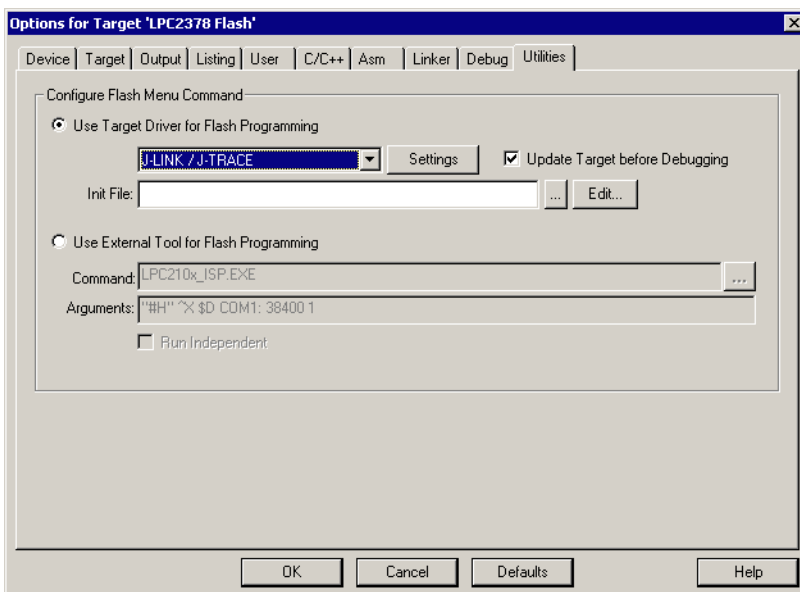 Options for Target 'LPC2378 Flash'
Device Target Output Listing User C/C++ Asm Linker Debug Utilities
Configure Flash Menu Command
Use Target Driver for Flash Programming
J-LINK / J-TRACE Settings Update Target before Debugging
Init File: ... Edit...
Use External Tool for Flash Programming
Command: LPC210x_ISP.EXE ...
Arguments: "#H" ^X $D COM1: 38400 1
Run Independent
OK Cancel Defaults Help